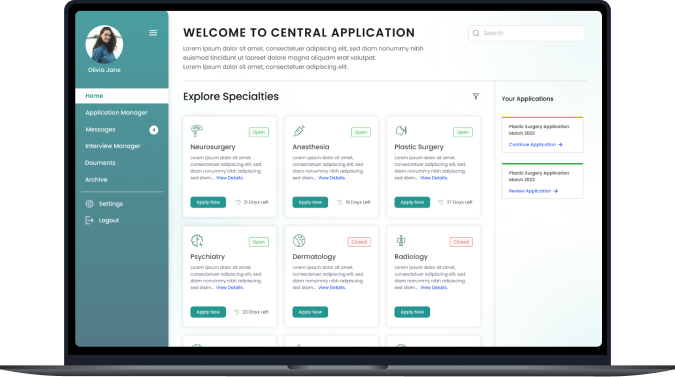 Olivia Jane
Home
Application Manager
Messages 4
Interview Manager
Douments
Archive
Settings
Logout
WELCOME TO CENTRAL APPLICATION
Lorem ipsum dolor sit amet, consectetuer adipiscing elit, sed diam nonummy nibh
euismod tincidunt ut laoreet dolore magna aliquam erat volutpat.
Lorem ipsum dolor sit amet, consectetuer adipiscing elit.
Search
Explore Specialties
Open
Neurosurgery
Lorem ipsum dolor sit amet,
consectetuer adipiscing elit, sed
diam nonummy nibh adipiscing
sed diam... View Details.
Apply Now 21 Days Left
Open
Anesthesia
Lorem ipsum dolor sit amet,
consectetuer adipiscing elit, sed
diam nonummy nibh adipiscing
sed diam... View Details.
Apply Now 19 Days Left
Open
Plastic Surgery
Lorem ipsum dolor sit amet,
consectetuer adipiscing elit, sed
diam nonummy nibh adipiscing
sed diam... View Details.
Apply Now 27 Days Left
Open
Psychiatry
Lorem ipsum dolor sit amet,
consectetuer adipiscing elit, sed
diam nonummy nibh adipiscing
sed diam... View Details.
Apply Now 23 Days Left
Closed
Dermatology
Lorem ipsum dolor sit amet,
consectetuer adipiscing elit, sed
diam nonummy nibh adipiscing
sed diam... View Details.
Apply Now
Closed
Radiology
Lorem ipsum dolor sit amet,
consectetuer adipiscing elit, sed
diam nonummy nibh adipiscing
sed diam... View Details.
Apply Now
Your Applications
Plastic Surgery Application
Match 2023
Continue Application
Plastic Surgery Application
Match 2023
Review Application